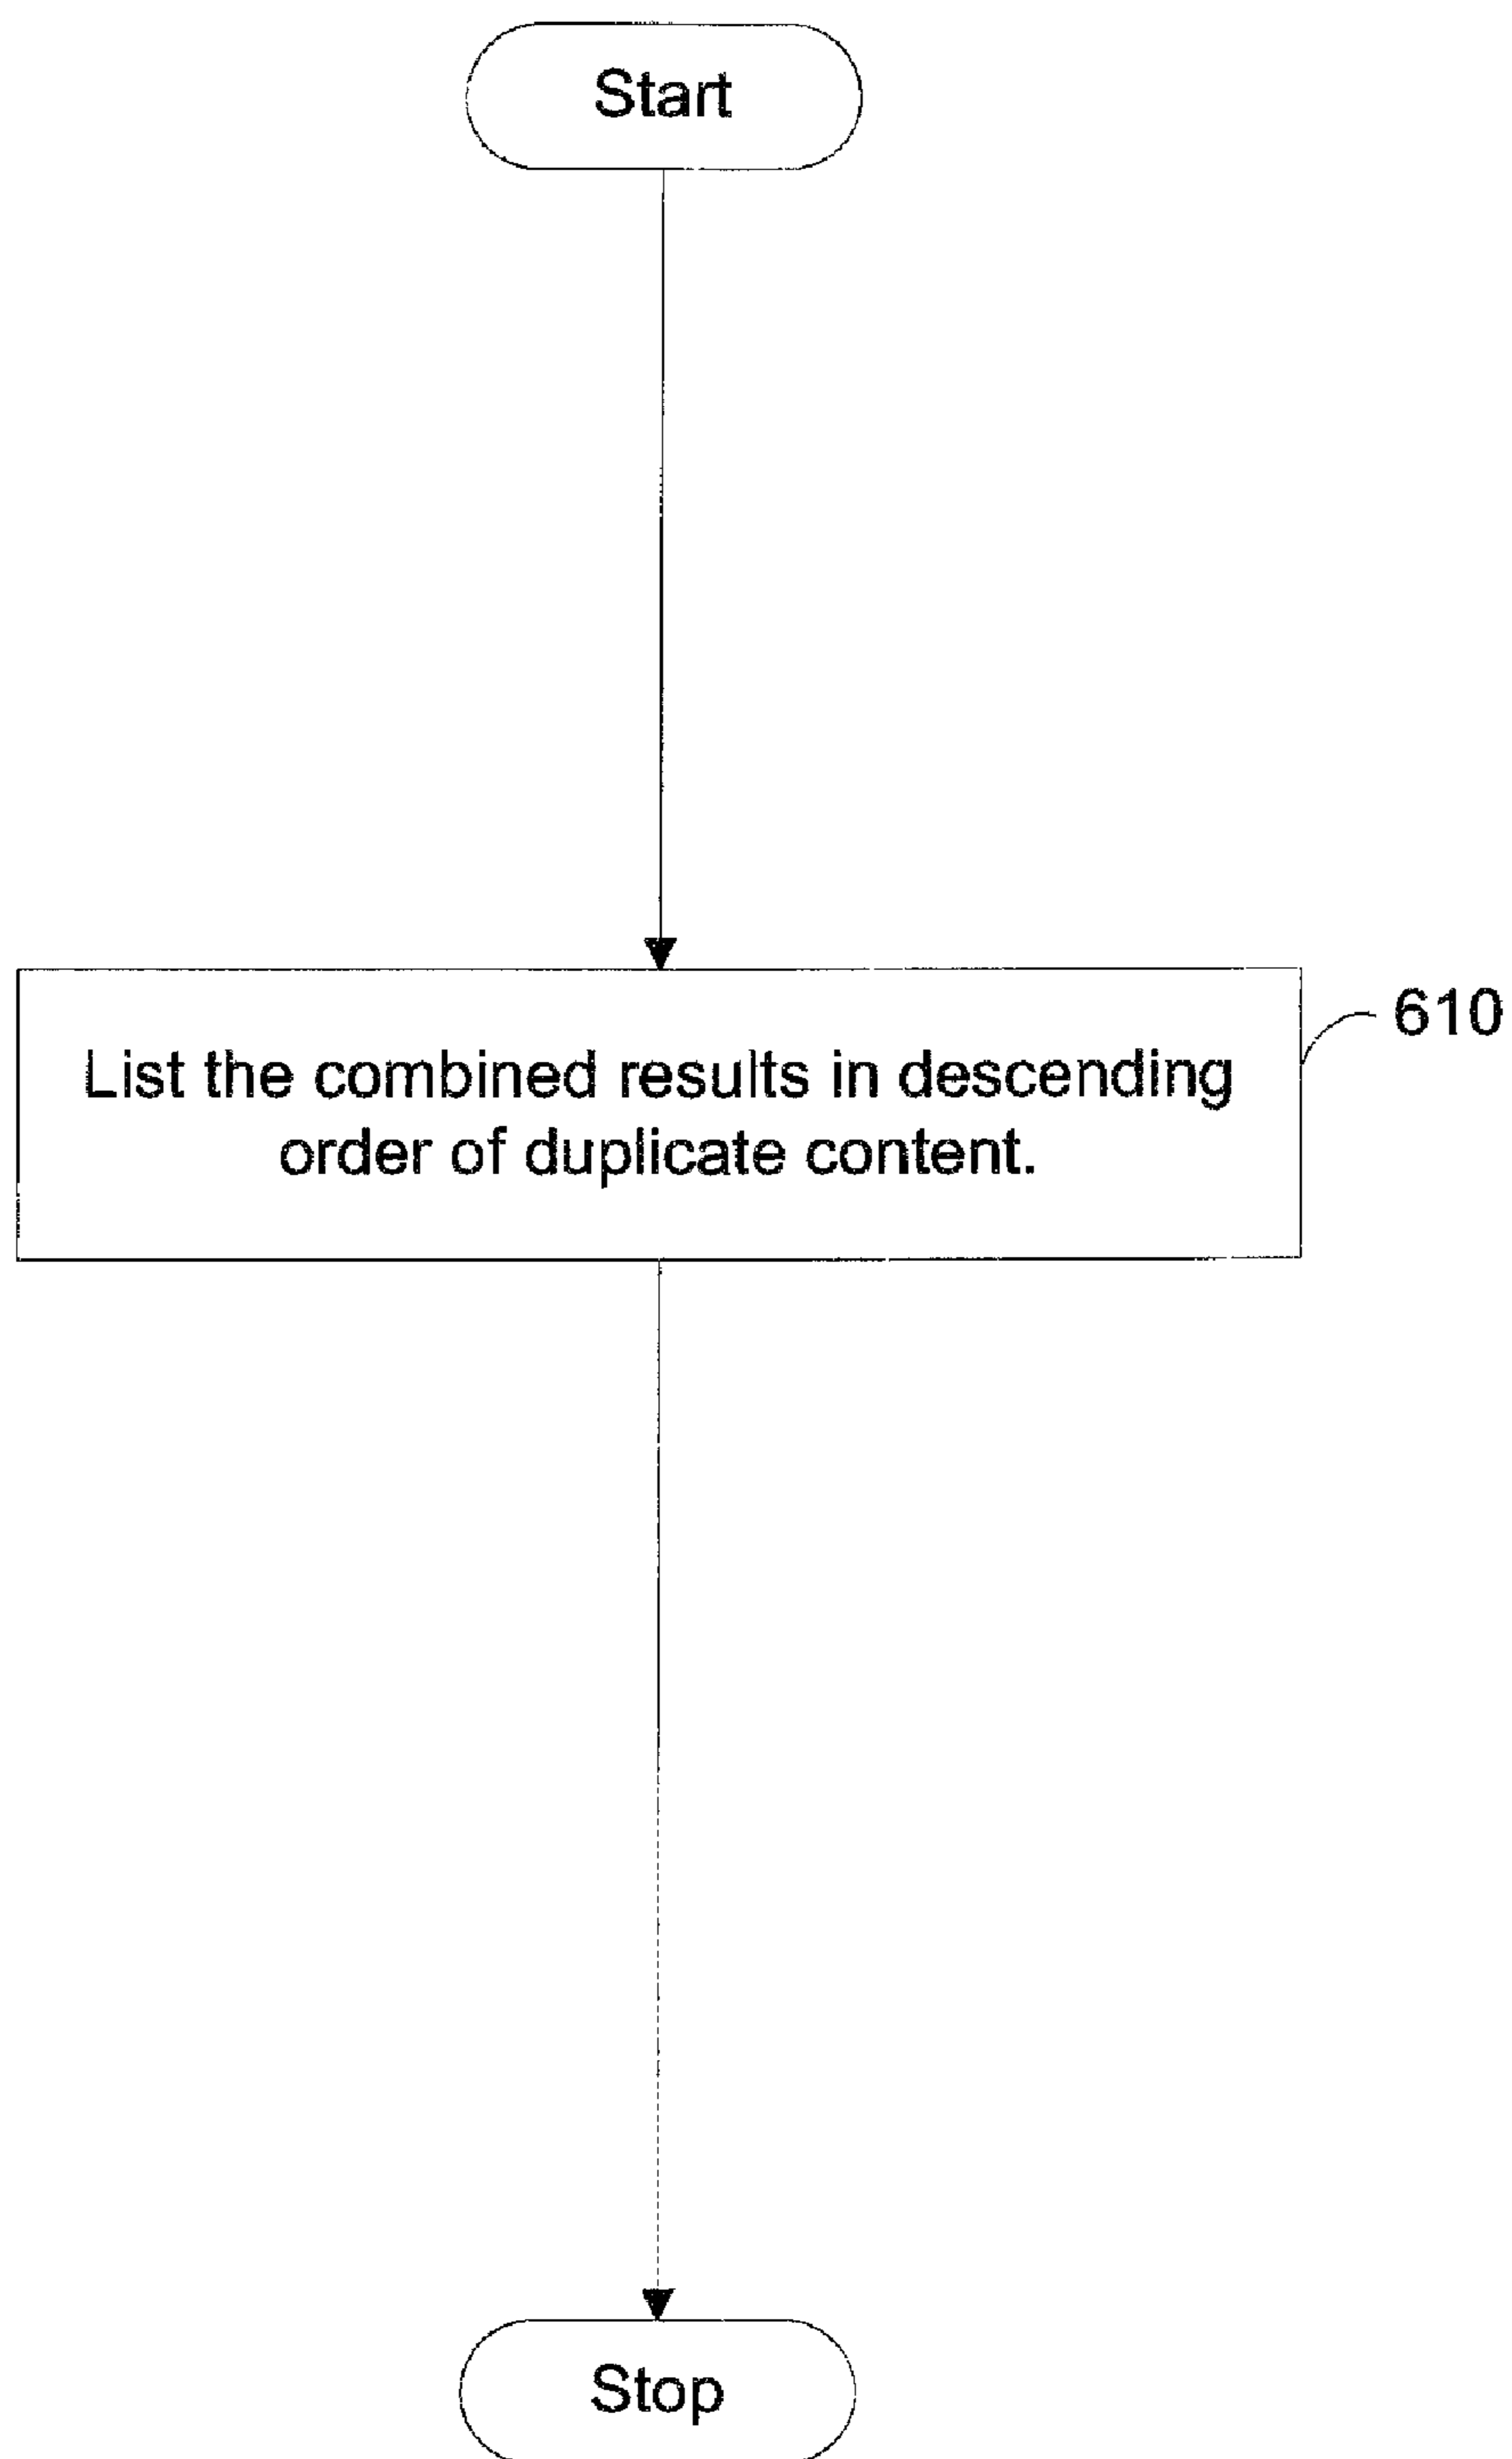 Start
610
List the combined results in descending
order of duplicate content.
Stop